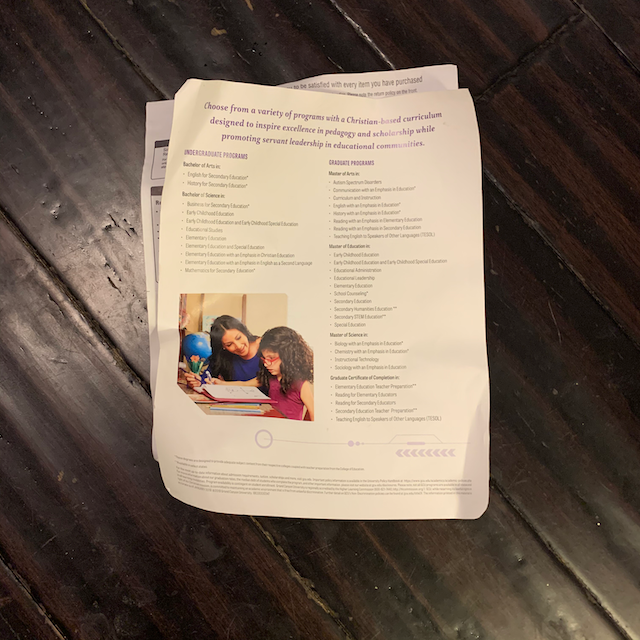 to be satisfied with every item you have purchased
Choose from a variety of programs with a Christian-based curriculum
designed to inspire excellence in pedagogy and scholarship while
promoting servant leadership in educational communities.
UNDERGRADUATE PROGRAMS
Bachelor of Arts in:
English for Secondary Education*
History for Secondary Education*
Bachelor of Science in:
Business for Secondary Education*
Early Childhood Education
Early Childhood Education and Early Childhood Special Education
Educational Studies
Elementary Education
Elementary Education and Special Education
Elementary Education with an Emphasis in Christian Education
Elementary Education with an Emphasis in English as a Second Language
Mathematics for Secondary Education*
GRADUATE PROGRAMS
Master of Arts in:
Autism Spectrum Disorders
Communication with an Emphasis in Education*
Curriculum and Instruction
English with an Emphasis in Education*
History with an Emphasis in Education*
Reading with an Emphasis in Elementary Education
Reading with an Emphasis in Secondary Education
Teaching English to Speakers of Other Languages (TESOL)
Master of Education in:
Early Childhood Education
Early Childhood Education and Early Childhood Special Education
Educational Administration
Educational Leadership
Elementary Education
School Counseling*
Secondary Education
Secondary Humanities Education**
Secondary STEM Education**
Special Education
Master of Science in:
Biology with an Emphasis in Education*
Chemistry with an Emphasis in Education*
Instructional Technology
Sociology with an Emphasis in Education
Graduate Certificate of Completion in:
Elementary Education Teacher Preparation**
Reading for Elementary Educators
Reading for Secondary Educators
Secondary Education Teacher Preparation**
Teaching English to Speakers of Other Languages (TESOL)